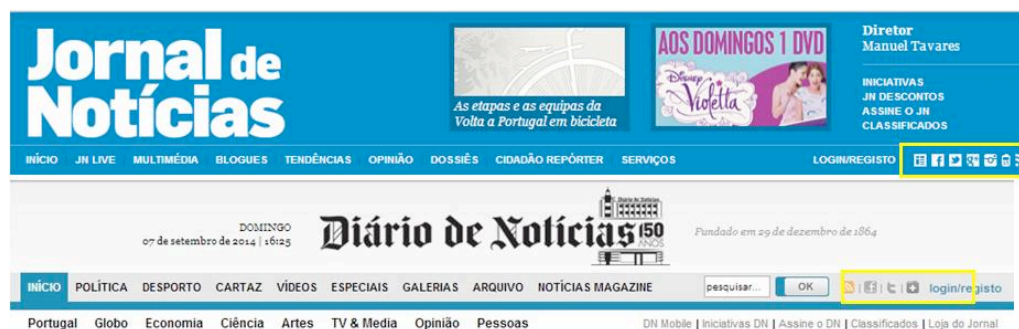 Jornal de
Notícias
As etapas e as equipas da
Volta a Portugal em bicicleta
AOS DOMINGOS 1 DVD
Disney
Violetta
Diretor
Manuel Tavares
INICIATIVAS
JN DESCONTOS
ASSINE O JN
CLASSIFICADOS
INÍCIO JN LIVE MULTIMÉDIA BLOGUES TENDÊNCIAS OPINIÃO DOSSIÊS CIDADÃO REPÓRTER SERVIÇOS LOGIN/REGISTO
DOMINGO
07 de setembro de 2014 | 16:25
Diário de Notícias
150
ANOS
Fundado em 29 de dezembro de 1864
INÍCIO POLÍTICA DESPORTO CARTAZ VÍDEOS ESPECIAIS GALERIAS ARQUIVO NOTÍCIAS MAGAZINE pesquisar... OK login/registo
Portugal Globo Economia Ciência Artes TV & Media Opinião Pessoas DN Mobile | Iniciativas DN | Assine o DN | Classificados | Loja do Jornal